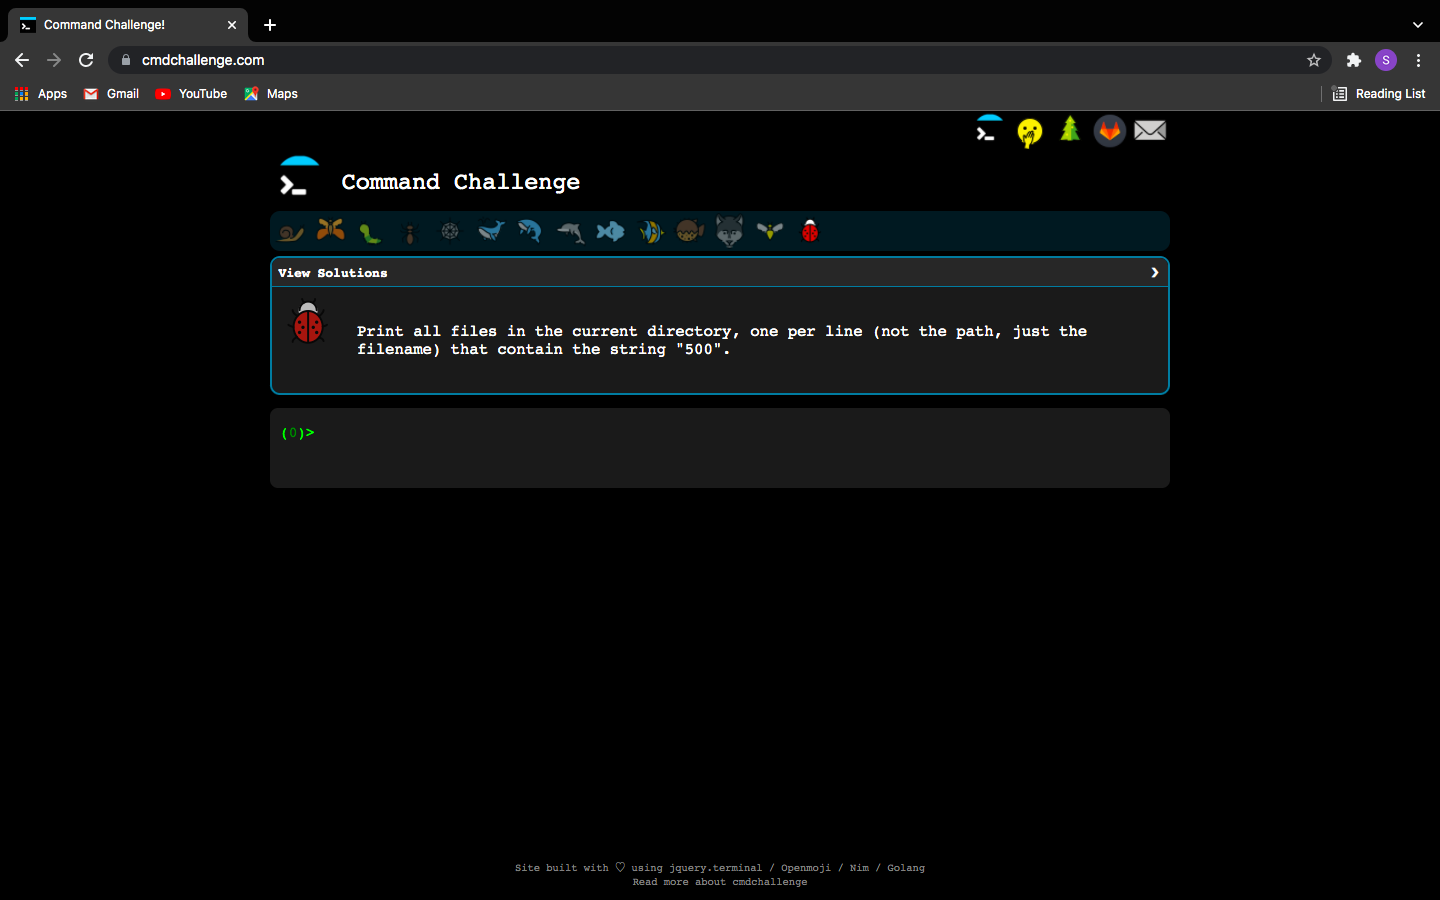 Command Challenge!
cmdchallenge.com
S
Apps
Gmail
YouTube
Maps
Reading List
Command Challenge
View Solutions
Print all files in the current directory, one per line (not the path, just the
filename) that contain the string "500".
(0)>
Site built with ♡ using jquery.terminal / Openmoji / Nim / Golang
Read more about cmdchallenge